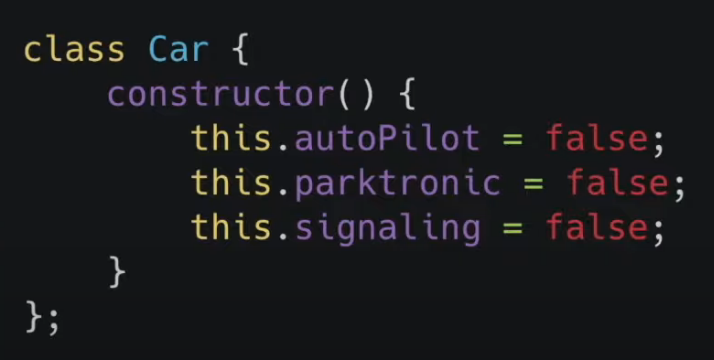 class Car {
    constructor() {
        this.autoPilot = false;
        this.parktronic = false;
        this.signaling = false;
    }
};